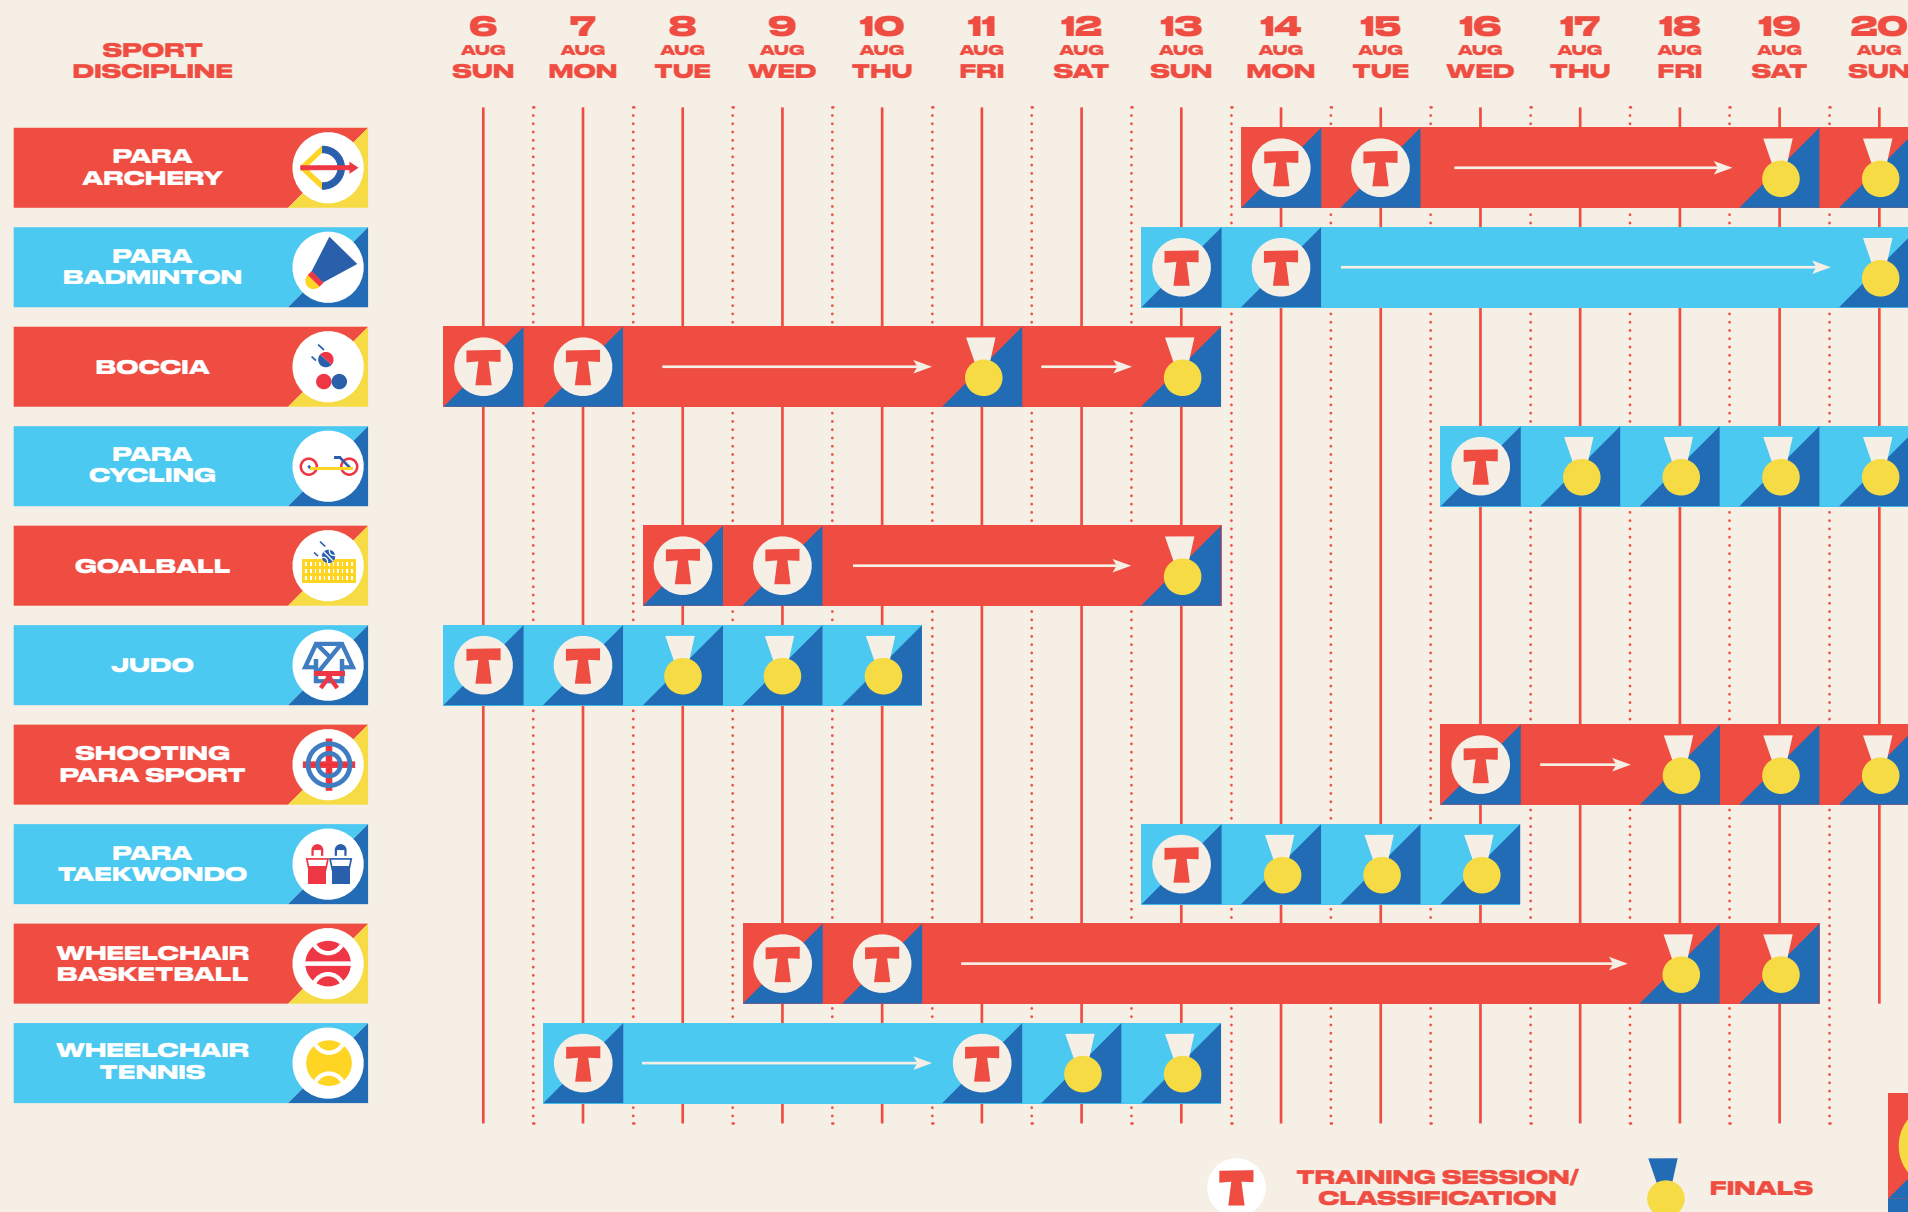 SPORT
DISCIPLINE
6 7 8 9 10 11 12 13 14 15 16 17 18 19 20
AUG AUG AUG AUG AUG AUG AUG AUG AUG AUG AUG AUG AUG AUG AUG
SUN MON TUE WED THU FRI SAT SUN MON TUE WED THU FRI SAT SUN
PARA
ARCHERY
T T
PARA
BADMINTON
T T
BOCCIA
T T
PARA
CYCLING
T
GOALBALL
T T
JUDO
T T
SHOOTING
PARA SPORT
T
PARA
TAEKWONDO
T
WHEELCHAIR
BASKETBALL
T T
WHEELCHAIR
TENNIS
T T
T
TRAINING SESSION/
CLASSIFICATION
FINALS